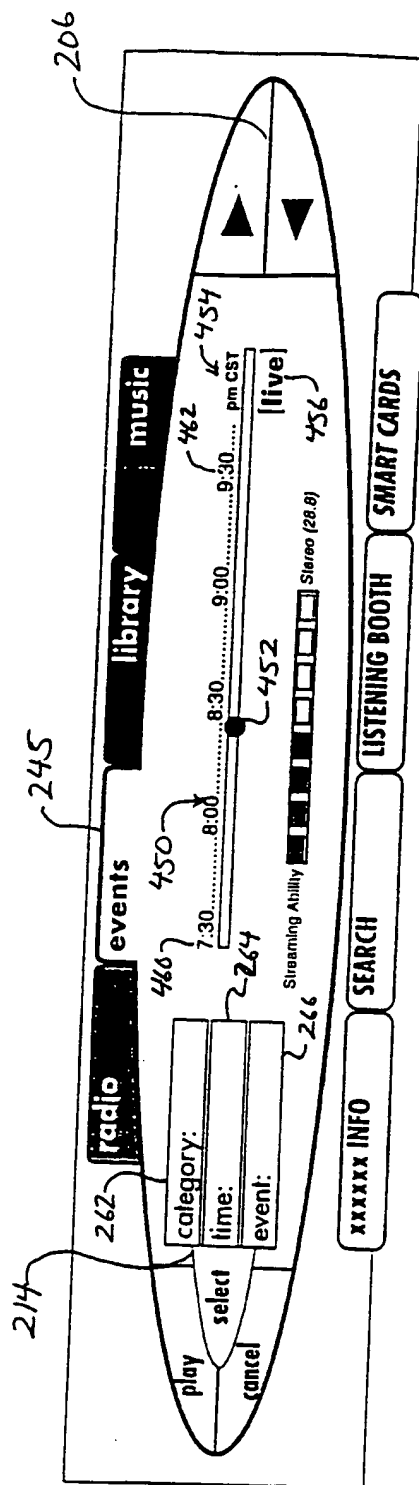 245
206
radio events library music
214
262
play
select
cancel
category:
time:
event:
264
266
450
460
462
454
7:30 ........ 8:00 ........ 8:30 ........ 9:00 ........ 9:30 ..... pm CST
452
[live]
456
Streaming Ability
Stereo (28.8)
xxxxxx INFO
SEARCH
LISTENING BOOTH
SMART CARDS